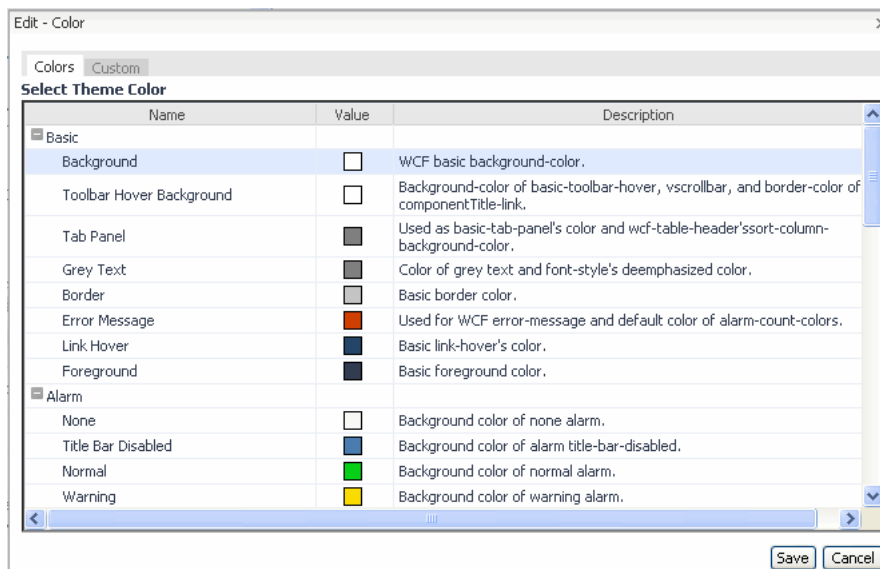 Edit - Color
Colors Custom
Select Theme Color
Name Value Description
Basic
Background WCF basic background-color.
Toolbar Hover Background Background-color of basic-toolbar-hover, vscrollbar, and border-color of
componentTitle-link.
Tab Panel Used as basic-tab-panel's color and wcf-table-header'ssort-column-
background-color.
Grey Text Color of grey text and font-style's deemphasized color.
Border Basic border color.
Error Message Used for WCF error-message and default color of alarm-count-colors.
Link Hover Basic link-hover's color.
Foreground Basic foreground color.
Alarm
None Background color of none alarm.
Title Bar Disabled Background color of alarm title-bar-disabled.
Normal Background color of normal alarm.
Warning Background color of warning alarm.
Save Cancel